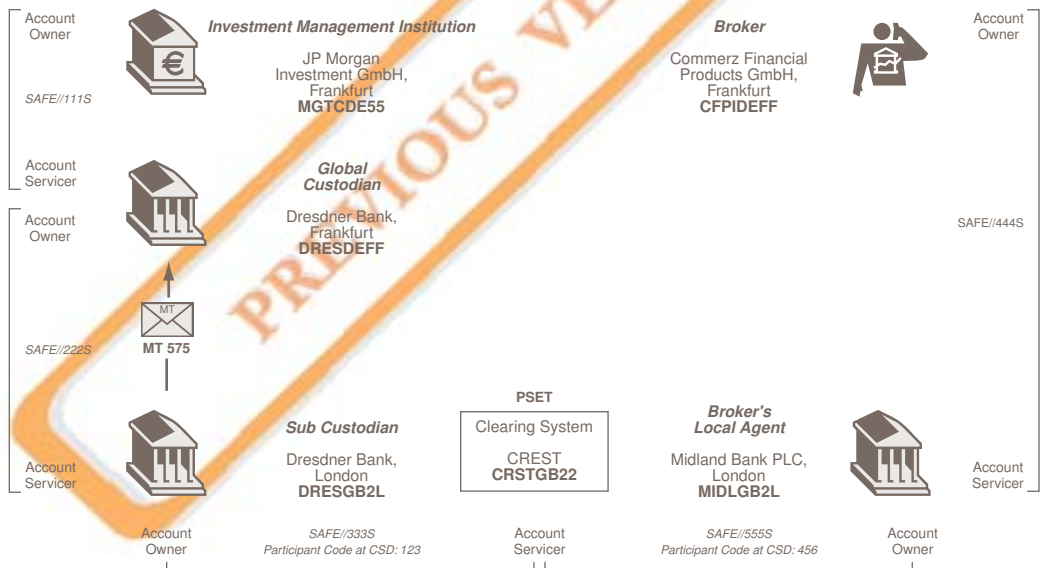 Account
Owner
Investment Management Institution
Broker
Account
Owner
€
JP Morgan
Investment GmbH,
Frankfurt
MGTCDE55
Commerz Financial
Products GmbH,
Frankfurt
CFPIDEFF
SAFE//111S
Account
Servicer
Global
Custodian
Account
Owner
Dresdner Bank,
Frankfurt
DRESDEFF
SAFE//444S
MT
MT 575
SAFE//222S
PREVIOUS
PSET
Sub Custodian
Clearing System
Broker's
Local Agent
Dresdner Bank,
London
DRESGB2L
CREST
CRSTGB22
Midland Bank PLC,
London
MIDLGB2L
Account
Servicer
Account
Servicer
Account
Owner
SAFE//333S
Participant Code at CSD: 123
Account
Servicer
SAFE//555S
Participant Code at CSD: 456
Account
Owner